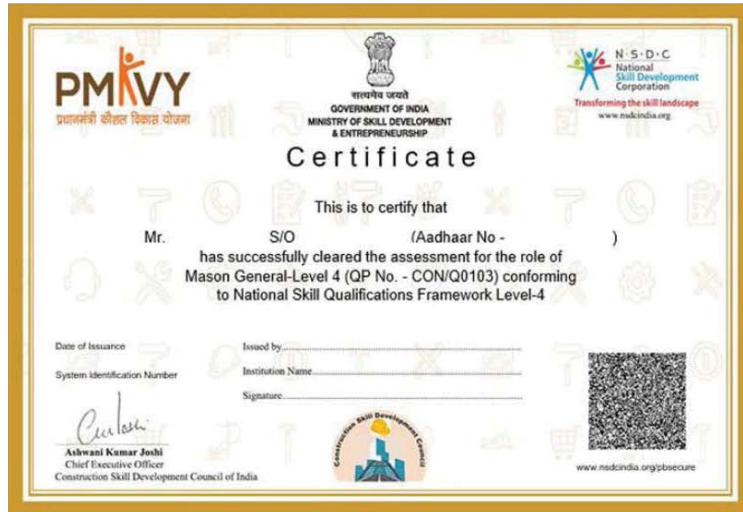 PMKVY
प्रधानमंत्री कौशल विकास योजना
सत्यमेव जयते
GOVERNMENT OF INDIA
MINISTRY OF SKILL DEVELOPMENT
& ENTREPRENEURSHIP
N·S·D·C
National
Skill Development
Corporation
Transforming the skill landscape
www.nsdcindia.org
Certificate
This is to certify that
Mr. S/O (Aadhaar No - )
has successfully cleared the assessment for the role of
Mason General-Level 4 (QP No. - CON/Q0103) conforming
to National Skill Qualifications Framework Level-4
Date of Issuance
System Identification Number
Issued by
Institution Name
Signature
Ashwani Kumar Joshi
Chief Executive Officer
Construction Skill Development Council of India
Construction Skill Development Council
www.nsdcindia.org/pbsecure